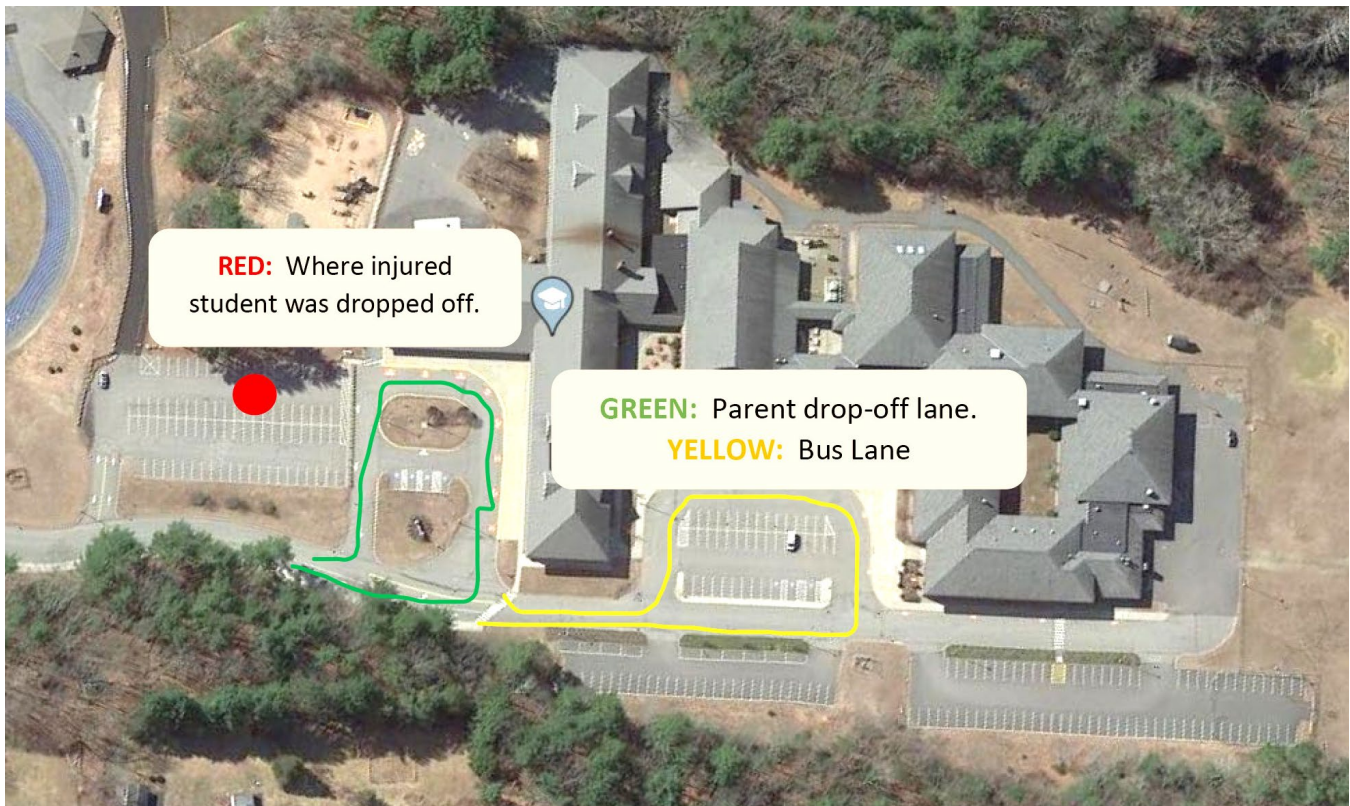 RED: Where injured
student was dropped off.
GREEN: Parent drop-off lane.
YELLOW: Bus Lane